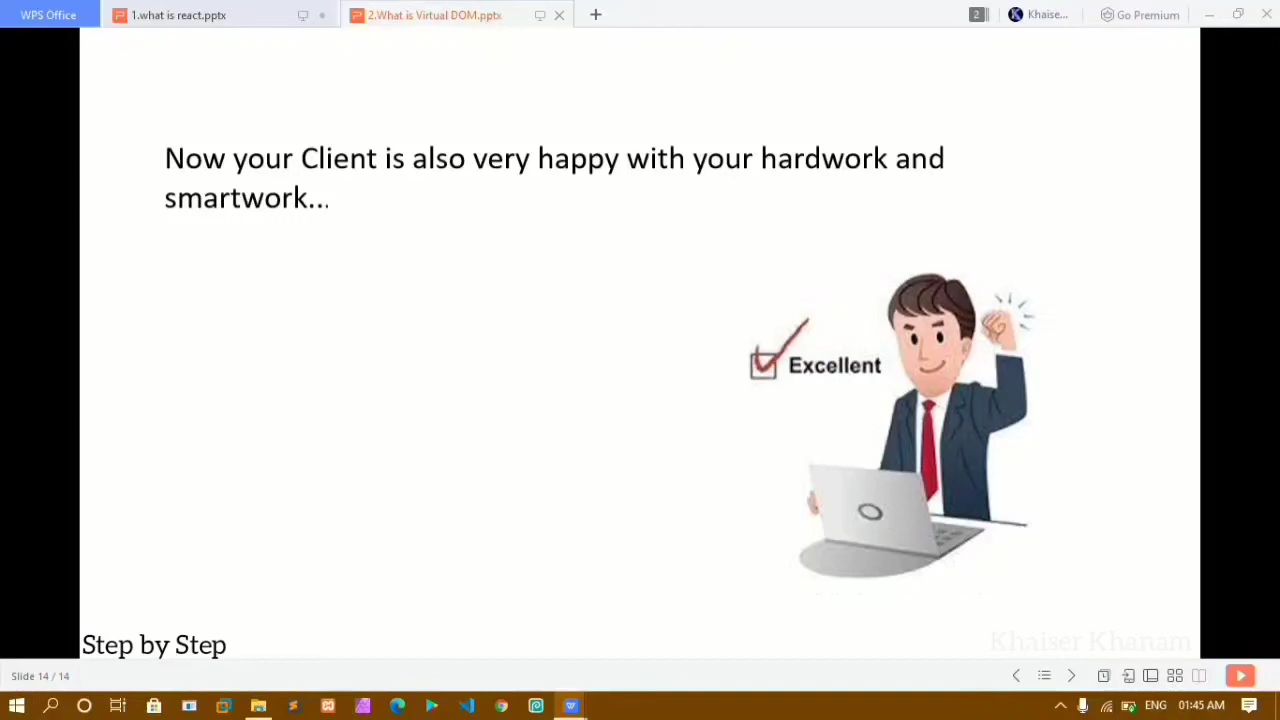 WPS Office
1.what is react.pptx
2.What is Virtual DOM.pptx
2
Khaise...
Go Premium
Now your Client is also very happy with your hardwork and
smartwork...
Excellent
Step by Step
Khaiser Khanam
Slide 14 / 14
ENG
01:45 AM